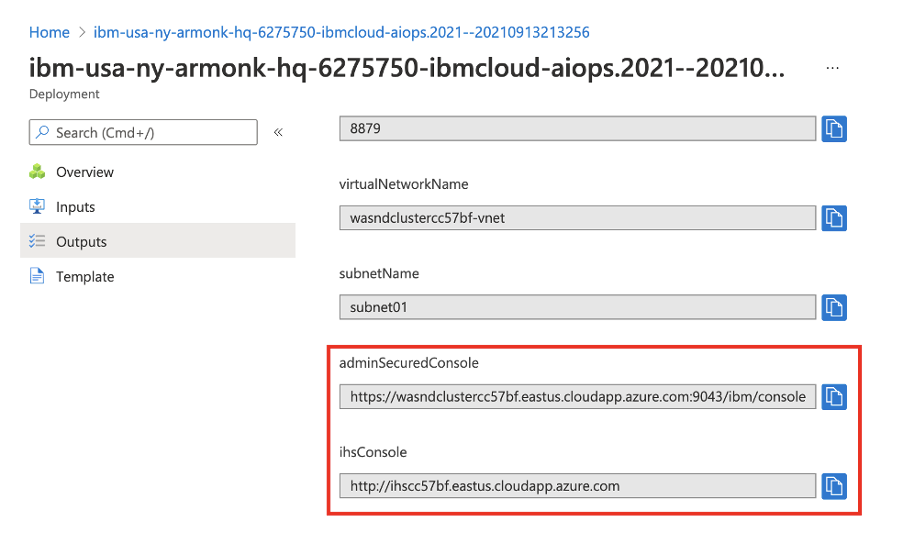 Home > ibm-usa-ny-armonk-hq-6275750-ibmcloud-aiops.2021--20210913213256
ibm-usa-ny-armonk-hq-6275750-ibmcloud-aiops.2021--20210... ...
Deployment
Search (Cmd+/) «
Overview
Inputs
Outputs
Template
8879
virtualNetworkName
wasndclustercc57bf-vnet
subnetName
subnet01
adminSecuredConsole
https://wasndclustercc57bf.eastus.cloudapp.azure.com:9043/ibm/console
ihsConsole
http://ihscc57bf.eastus.cloudapp.azure.com